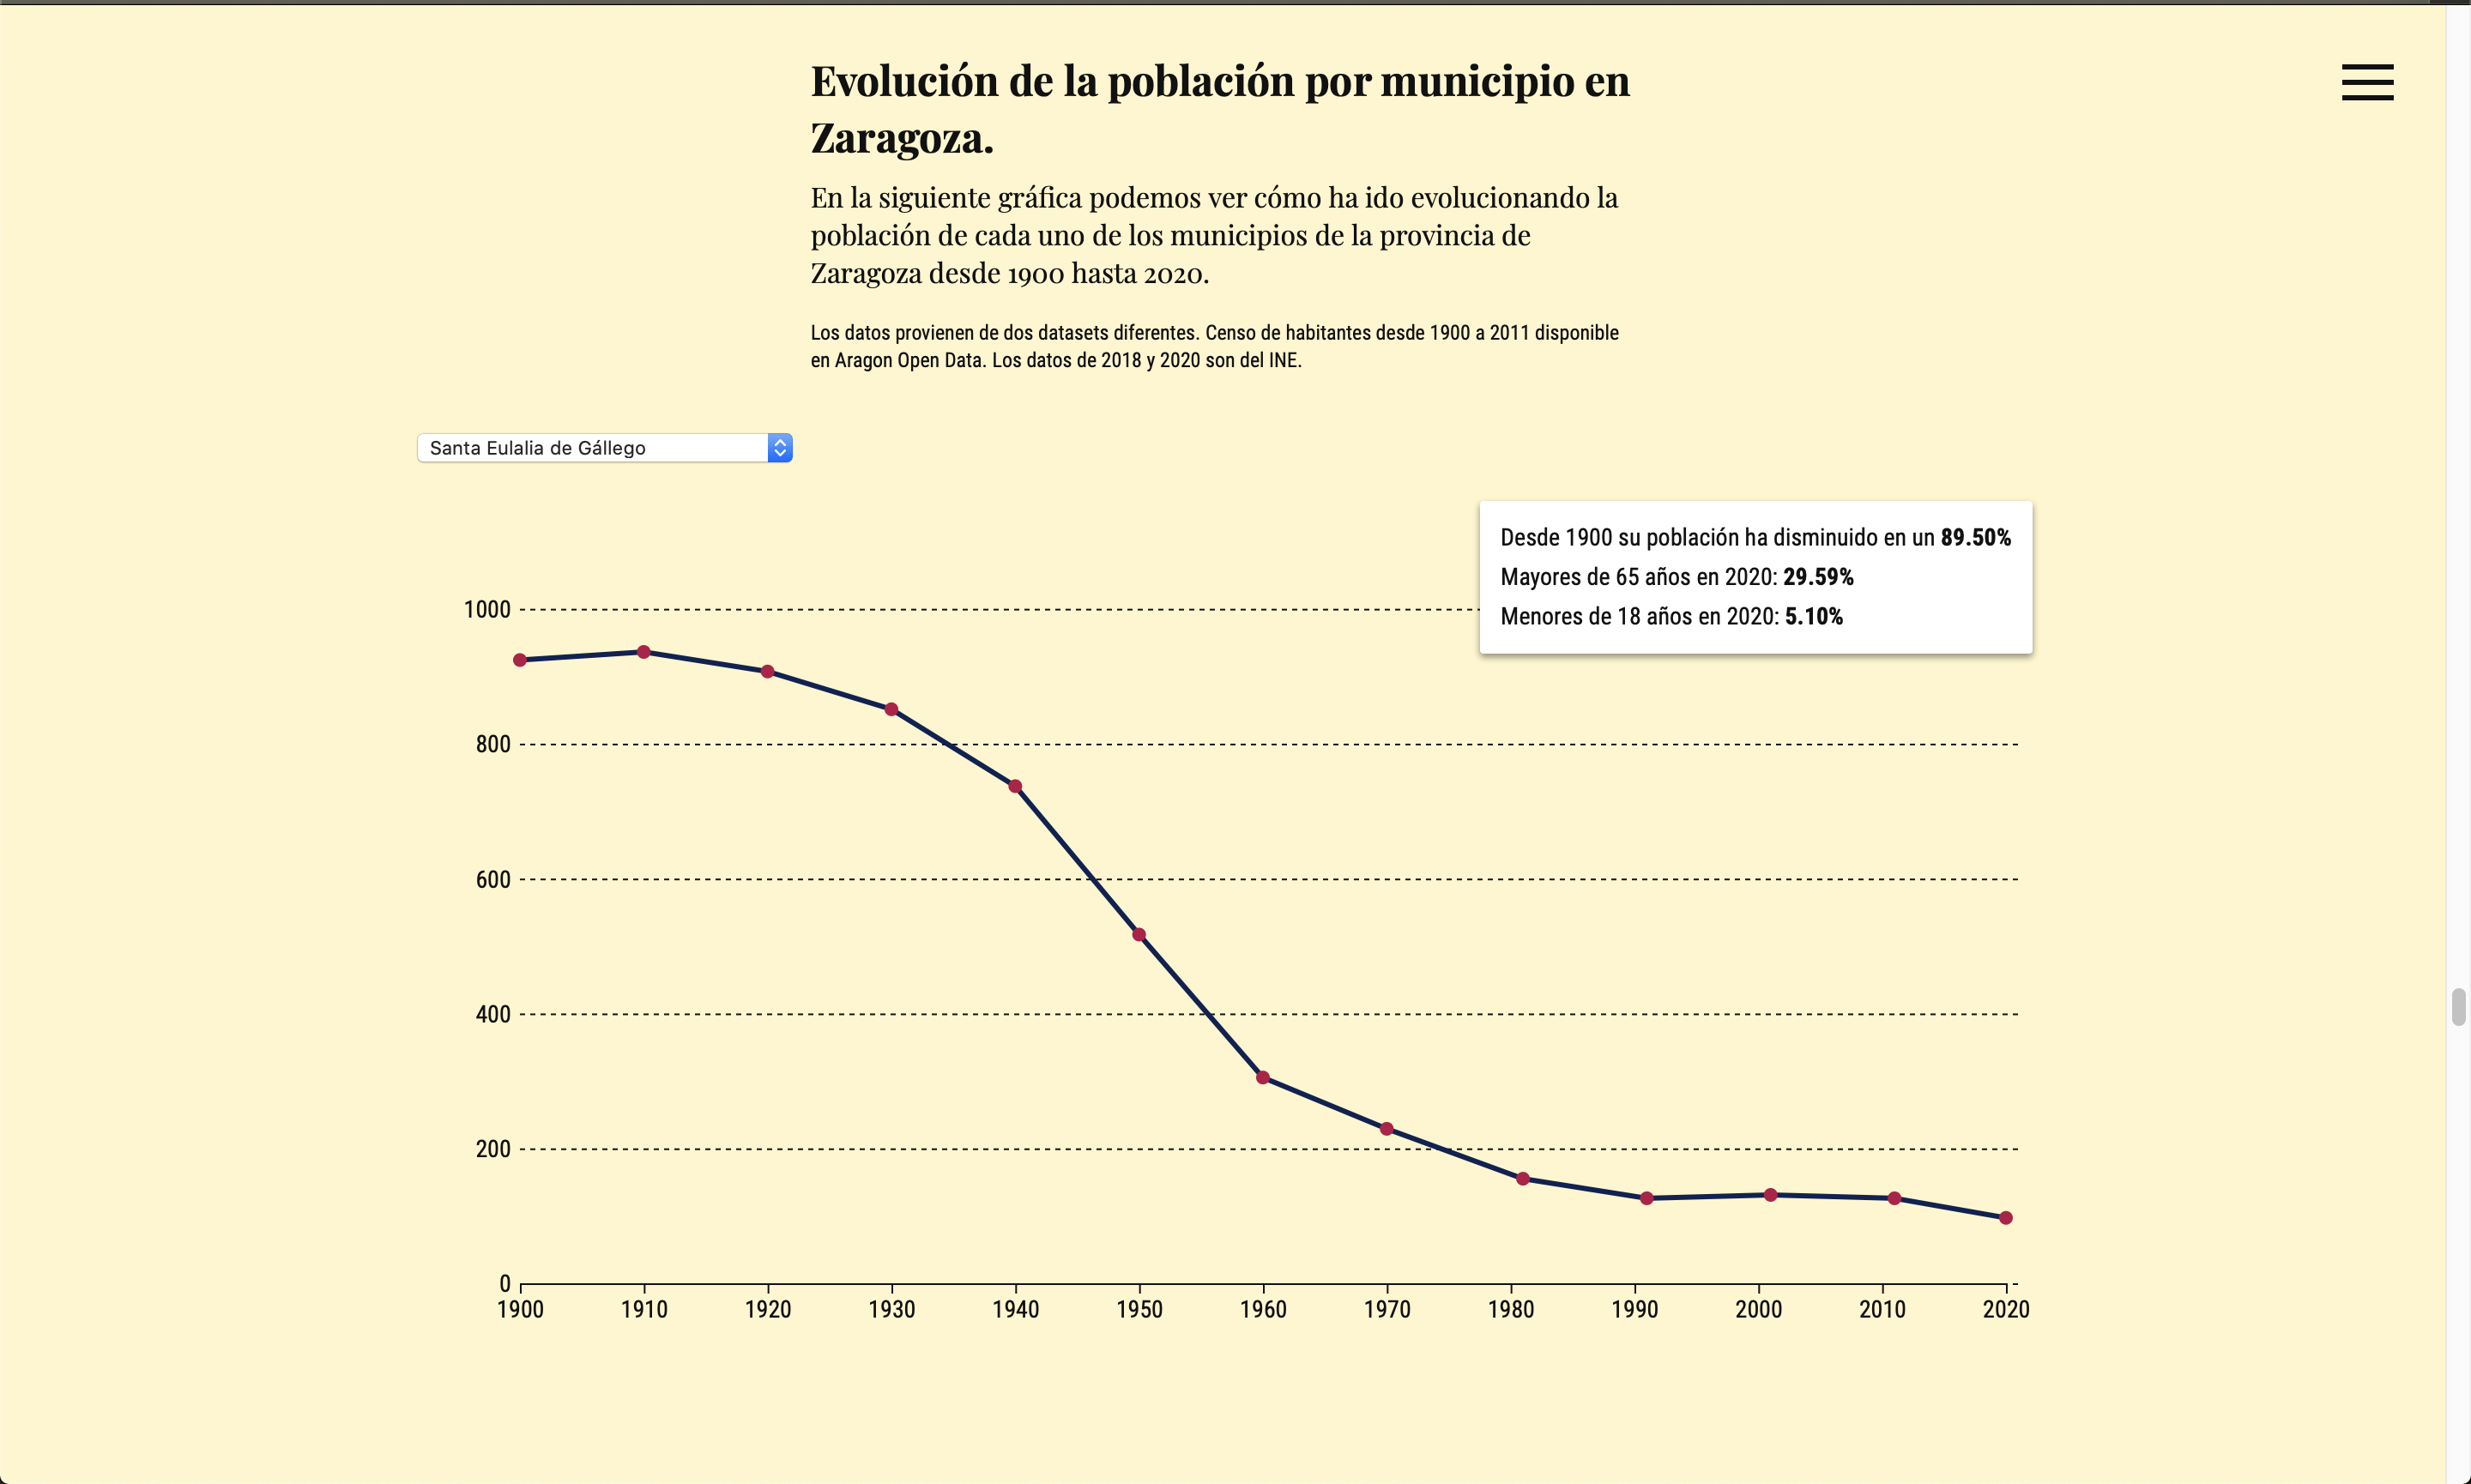 Evolución de la población por municipio en
Zaragoza.
En la siguiente gráfica podemos ver cómo ha ido evolucionando la
población de cada uno de los municipios de la provincia de
Zaragoza desde 1900 hasta 2020.
Los datos provienen de dos datasets diferentes. Censo de habitantes desde 1900 a 2011 disponible
en Aragon Open Data. Los datos de 2018 y 2020 son del INE.
Santa Eulalia de Gállego
Desde 1900 su población ha disminuido en un 89.50%
Mayores de 65 años en 2020: 29.59%
Menores de 18 años en 2020: 5.10%
1000
800
600
400
200
0
1900 1910 1920 1930 1940 1950 1960 1970 1980 1990 2000 2010 2020